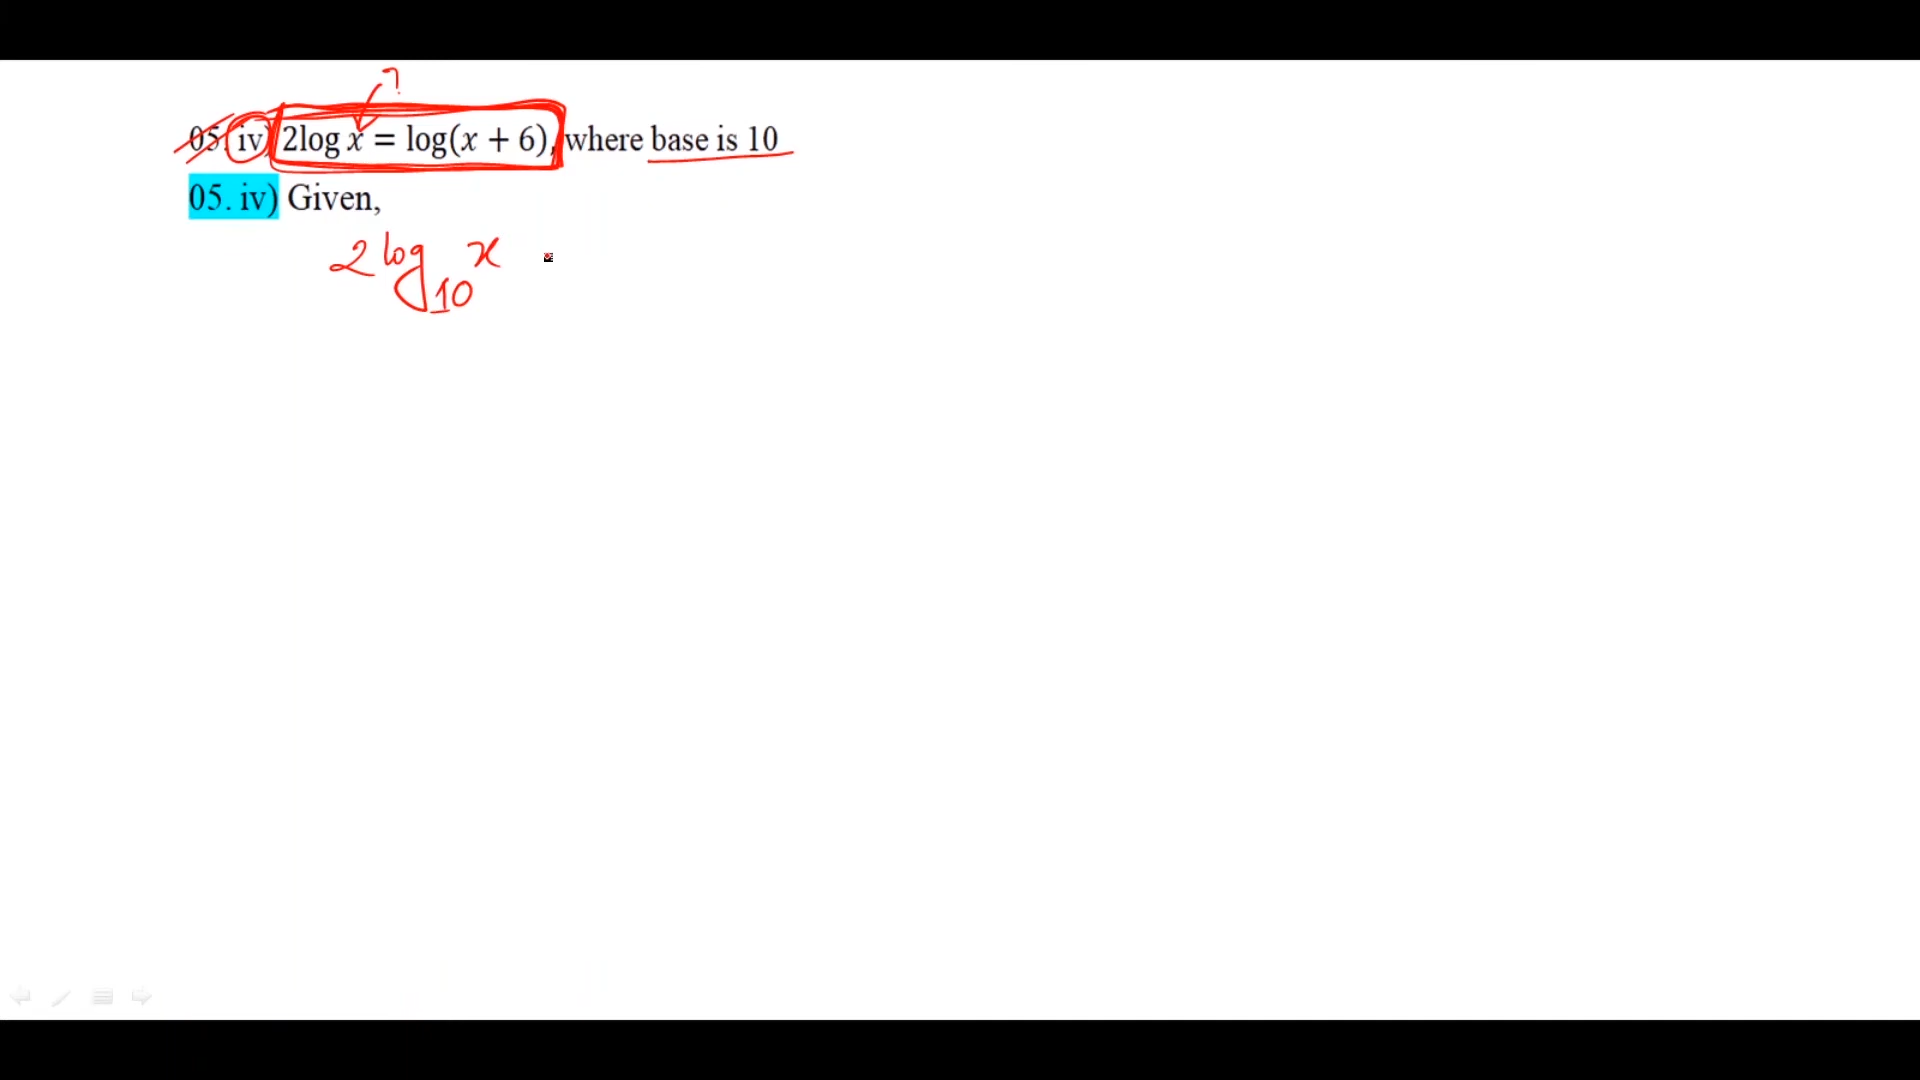 ?
05. iv) 2log x = log(x + 6), where base is 10
05. iv) Given,
2 log₁₀ x